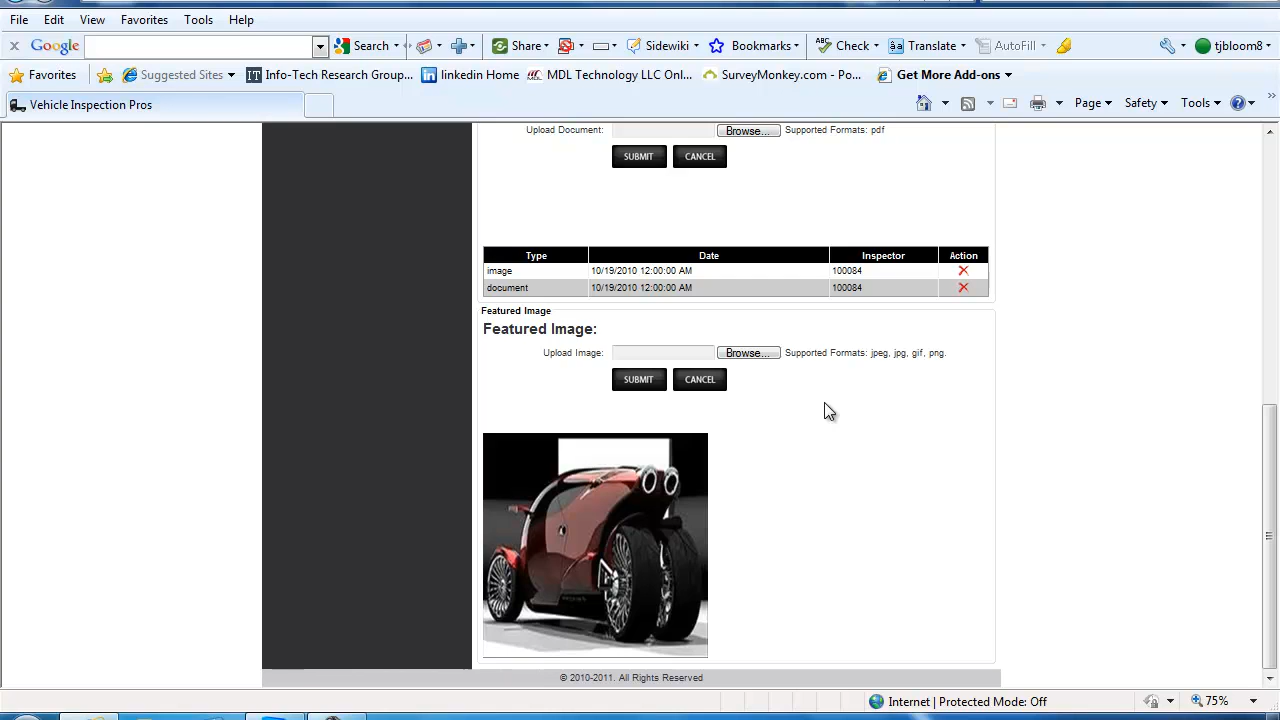 File Edit View Favorites Tools Help
Google Search Share Sidewiki Bookmarks Check Translate AutoFill tjbloom8
Favorites Suggested Sites Info-Tech Research Group... linkedin Home MDL Technology LLC Onl... SurveyMonkey.com - Po... Get More Add-ons
Vehicle Inspection Pros Page Safety Tools
Upload Document: Browse... Supported Formats: pdf
SUBMIT CANCEL
Type Date Inspector Action
image 10/19/2010 12:00:00 AM 100084
document 10/19/2010 12:00:00 AM 100084
Featured Image
Featured Image:
Upload Image: Browse... Supported Formats: jpeg, jpg, gif, png.
SUBMIT CANCEL
© 2010-2011. All Rights Reserved
Internet | Protected Mode: Off 75%